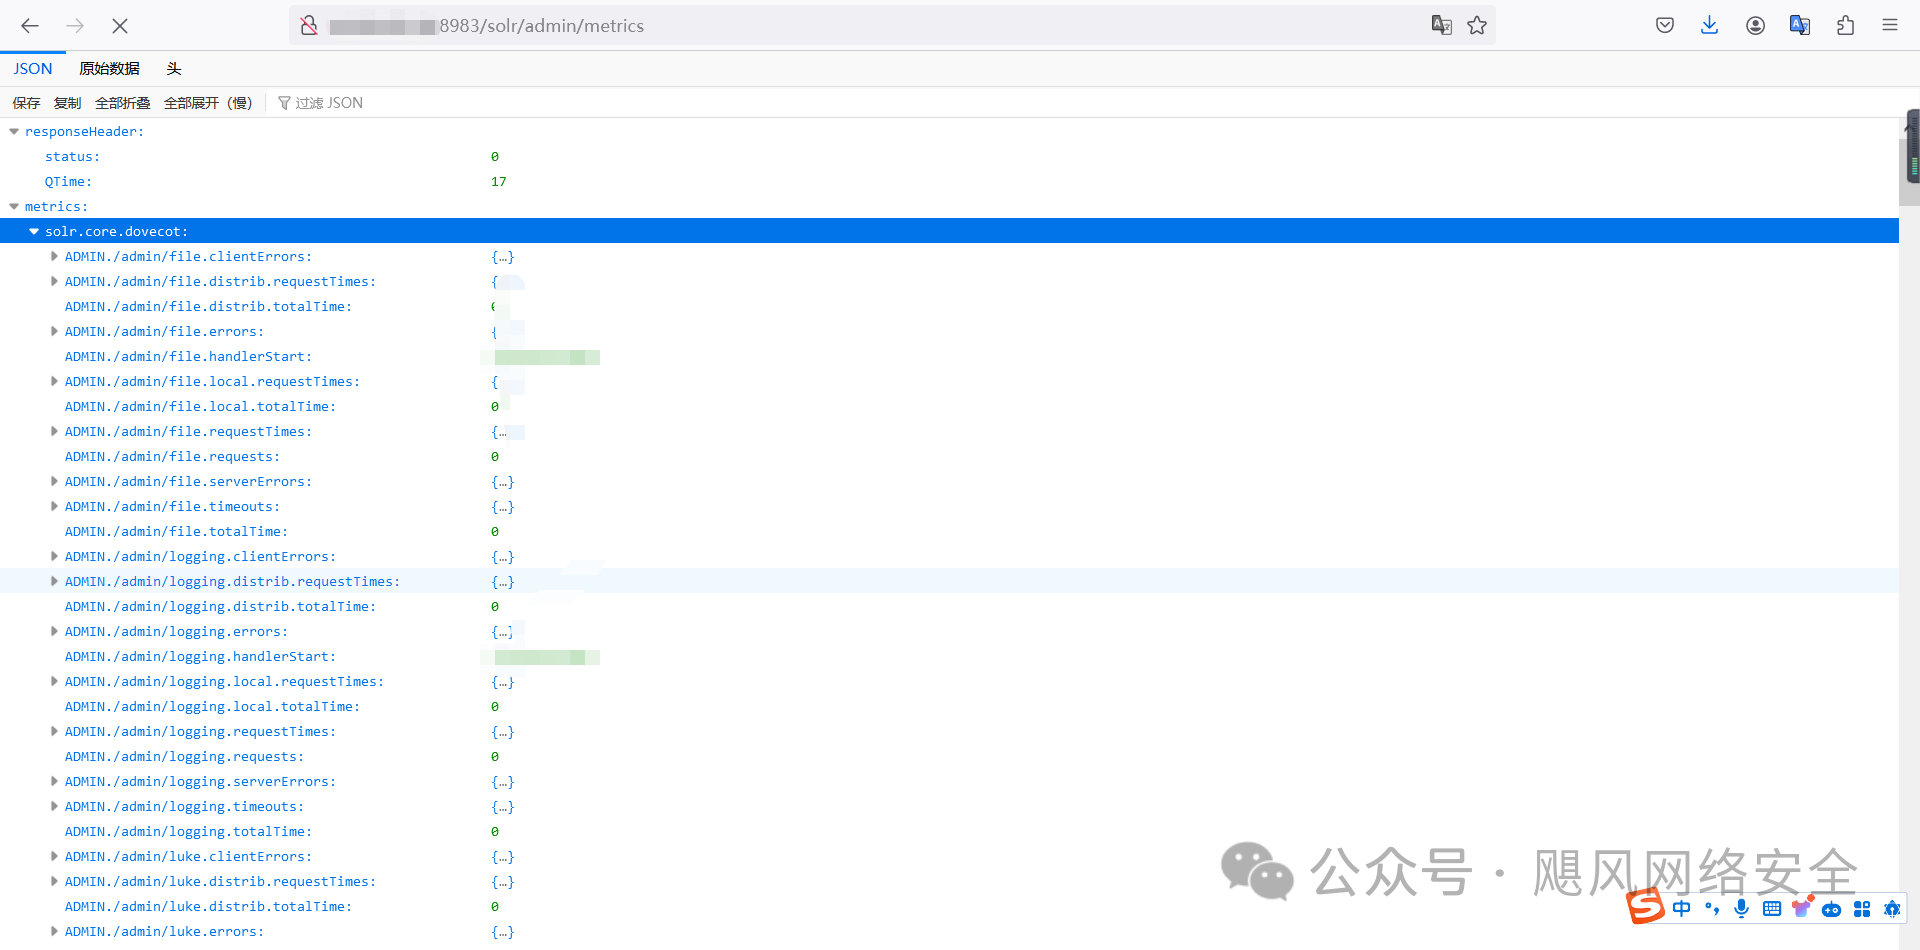 8983/solr/admin/metrics
JSON 原始数据 头
保存 复制 全部折叠 全部展开（慢） 过滤 JSON
responseHeader:
status: 0
QTime: 17
metrics:
solr.core.dovecot:
ADMIN./admin/file.clientErrors: {…}
ADMIN./admin/file.distrib.requestTimes: {
ADMIN./admin/file.distrib.totalTime:
ADMIN./admin/file.errors: {
ADMIN./admin/file.handlerStart:
ADMIN./admin/file.local.requestTimes: {
ADMIN./admin/file.local.totalTime: 0
ADMIN./admin/file.requestTimes: {…
ADMIN./admin/file.requests: 0
ADMIN./admin/file.serverErrors: {…}
ADMIN./admin/file.timeouts: {…}
ADMIN./admin/file.totalTime: 0
ADMIN./admin/logging.clientErrors: {…}
ADMIN./admin/logging.distrib.requestTimes: {…}
ADMIN./admin/logging.distrib.totalTime: 0
ADMIN./admin/logging.errors: {…}
ADMIN./admin/logging.handlerStart:
ADMIN./admin/logging.local.requestTimes: {…}
ADMIN./admin/logging.local.totalTime: 0
ADMIN./admin/logging.requestTimes: {…}
ADMIN./admin/logging.requests: 0
ADMIN./admin/logging.serverErrors: {…}
ADMIN./admin/logging.timeouts: {…}
ADMIN./admin/logging.totalTime: 0
ADMIN./admin/luke.clientErrors: {…}
ADMIN./admin/luke.distrib.requestTimes: {…}
ADMIN./admin/luke.distrib.totalTime: 0
ADMIN./admin/luke.errors: {…}
公众号 · 飓风网络安全
中